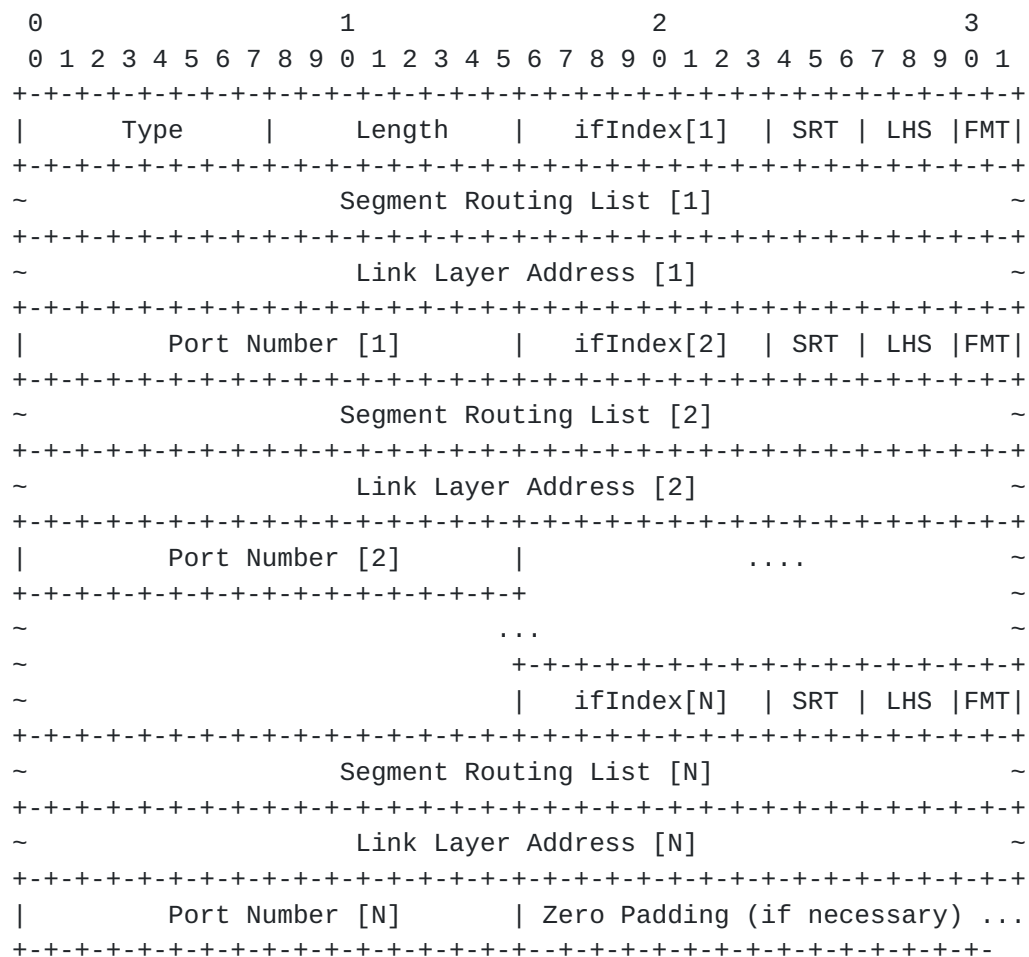 0                   1                   2                   3
 0 1 2 3 4 5 6 7 8 9 0 1 2 3 4 5 6 7 8 9 0 1 2 3 4 5 6 7 8 9 0 1
+-+-+-+-+-+-+-+-+-+-+-+-+-+-+-+-+-+-+-+-+-+-+-+-+-+-+-+-+-+-+-+-+
|      Type     |     Length    |   ifIndex[1]  | SRT | LHS |FMT|
+-+-+-+-+-+-+-+-+-+-+-+-+-+-+-+-+-+-+-+-+-+-+-+-+-+-+-+-+-+-+-+-+
~                    Segment Routing List [1]                   ~
+-+-+-+-+-+-+-+-+-+-+-+-+-+-+-+-+-+-+-+-+-+-+-+-+-+-+-+-+-+-+-+-+
~                     Link Layer Address [1]                    ~
+-+-+-+-+-+-+-+-+-+-+-+-+-+-+-+-+-+-+-+-+-+-+-+-+-+-+-+-+-+-+-+-+
|         Port Number [1]       |   ifIndex[2]  | SRT | LHS |FMT|
+-+-+-+-+-+-+-+-+-+-+-+-+-+-+-+-+-+-+-+-+-+-+-+-+-+-+-+-+-+-+-+-+
~                    Segment Routing List [2]                   ~
+-+-+-+-+-+-+-+-+-+-+-+-+-+-+-+-+-+-+-+-+-+-+-+-+-+-+-+-+-+-+-+-+
~                     Link Layer Address [2]                    ~
+-+-+-+-+-+-+-+-+-+-+-+-+-+-+-+-+-+-+-+-+-+-+-+-+-+-+-+-+-+-+-+-+
|         Port Number [2]       |              ....             ~
+-+-+-+-+-+-+-+-+-+-+-+-+-+-+-+-+                               ~
~                              ...                              ~
~                               +-+-+-+-+-+-+-+-+-+-+-+-+-+-+-+-+
~                               |   ifIndex[N]  | SRT | LHS |FMT|
+-+-+-+-+-+-+-+-+-+-+-+-+-+-+-+-+-+-+-+-+-+-+-+-+-+-+-+-+-+-+-+-+
~                    Segment Routing List [N]                   ~
+-+-+-+-+-+-+-+-+-+-+-+-+-+-+-+-+-+-+-+-+-+-+-+-+-+-+-+-+-+-+-+-+
~                     Link Layer Address [N]                    ~
+-+-+-+-+-+-+-+-+-+-+-+-+-+-+-+-+-+-+-+-+-+-+-+-+-+-+-+-+-+-+-+-+
|         Port Number [N]       | Zero Padding (if necessary) ...
+-+-+-+-+-+-+-+-+-+-+-+-+-+-+-+-+--+-+-+-+-+-+-+-+-+-+-+-+-+-+-